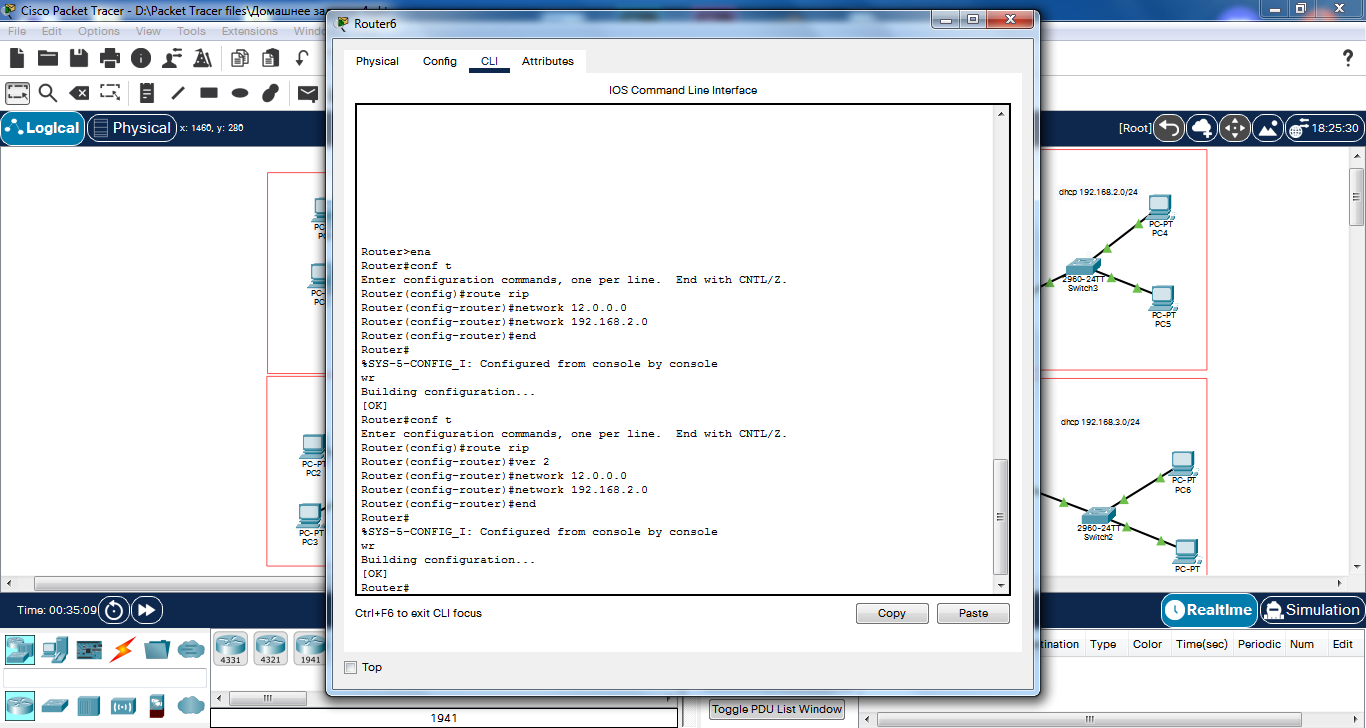 Cisco Packet Tracer - D:\Packet Tracer files\Домашнее
Router6
File Edit Options View Tools Extensions
Physical Config CLI Attributes
IOS Command Line Interface
Logical Physical x: 1460, y: 280
[Root] 18:25:30
Router>ena
Router#conf t
Enter configuration commands, one per line. End with CNTL/Z.
Router(config)#route rip
Router(config-router)#network 12.0.0.0
Router(config-router)#network 192.168.2.0
Router(config-router)#end
Router#
%SYS-5-CONFIG_I: Configured from console by console
wr
Building configuration...
[OK]
Router#conf t
Enter configuration commands, one per line. End with CNTL/Z.
Router(config)#route rip
Router(config-router)#ver 2
Router(config-router)#network 12.0.0.0
Router(config-router)#network 192.168.2.0
Router(config-router)#end
Router#
%SYS-5-CONFIG_I: Configured from console by console
wr
Building configuration...
[OK]
Router#
Ctrl+F6 to exit CLI focus
Copy Paste
Top
PC-PT
PC2
PC-PT
PC3
dhcp 192.168.2.0/24
PC-PT
PC4
2960-24TT
Switch3
PC-PT
PC5
dhcp 192.168.3.0/24
PC-PT
PC6
2960-24TT
Switch2
PC-PT
Time: 00:35:09
Realtime Simulation
4331 4321 1941
1941
Toggle PDU List Window
Type Color Time(sec) Periodic Num Edit